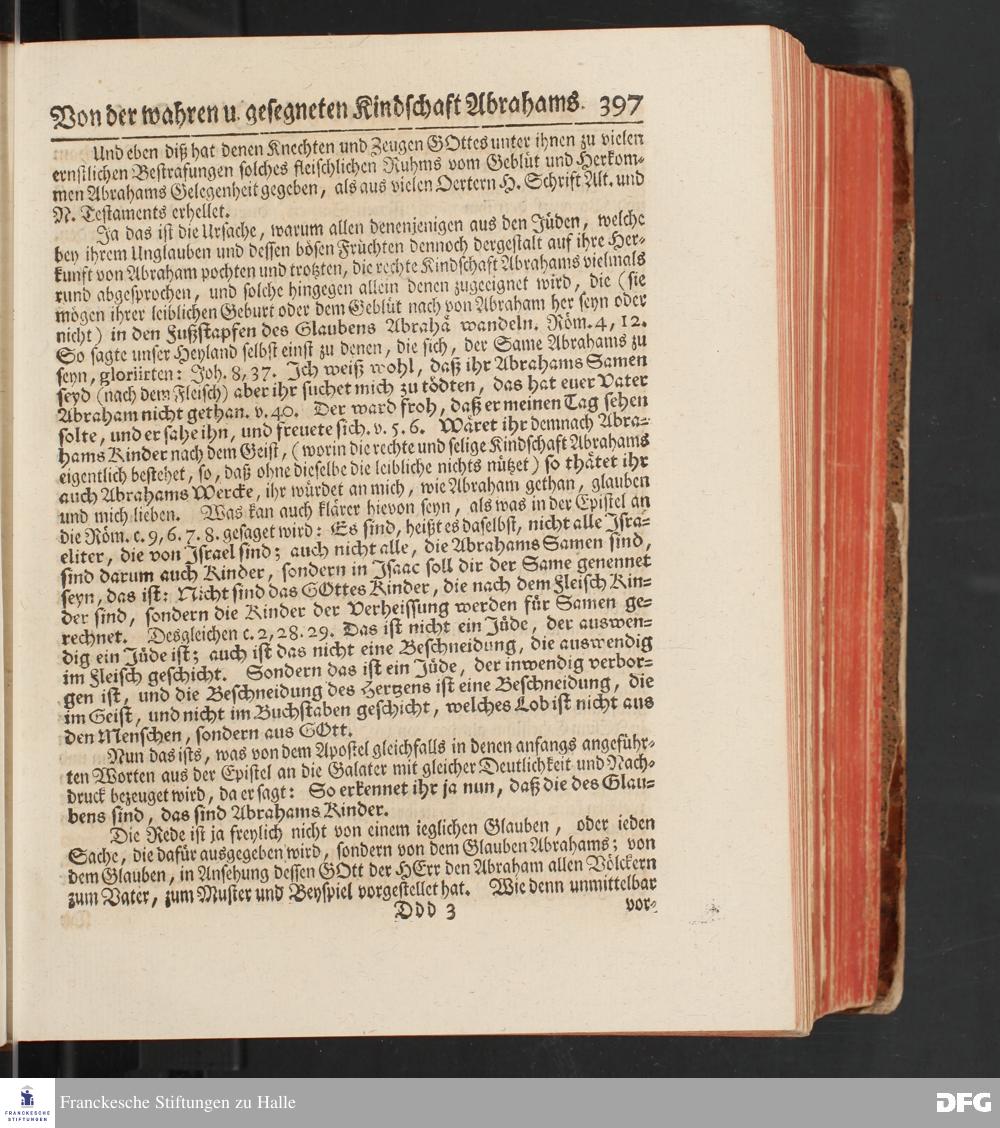 Von der wahren u. gesegneten Kindschaft Abrahams. 397
Und eben diß hat denen Knechten und Zeugen GOttes unter ihnen zu vielen
ernstlichen Bestrafungen solches fleischlichen Ruhms vom Geblüt und Herkom-
men Abrahams Gelegenheit gegeben, als aus vielen Oertern H. Schrift Alt. und
N. Testaments erhellet.
Ja das ist die Ursache, warum allen denenjenigen aus den Jüden, welche
bey ihrem Unglauben und dessen bösen Früchten dennoch dergestalt auf ihre Her-
kunft von Abraham pochten und trotzten, die rechte Kindschaft Abrahams vielmals
rund abgesprochen, und solche hingegen allein denen zugeeignet wird, die (sie
mögen ihrer leiblichen Geburt oder dem Geblüt nach von Abraham her seyn oder
nicht) in den Fußstapfen des Glaubens Abrahä wandeln. Röm. 4, 12.
So sagte unser Heyland selbst einst zu denen, die sich, der Same Abrahams zu
seyn, gloriirten: Joh. 8, 37. Ich weiß wohl, daß ihr Abrahams Samen
seyd (nach dem Fleisch) aber ihr suchet mich zu tödten, das hat euer Vater
Abraham nicht gethan. v. 40. Der ward froh, daß er meinen Tag sehen
solte, und er sahe ihn, und freuete sich. v. 5. 6. Wäret ihr demnach Abra-
hams Kinder nach dem Geist, (worin die rechte und selige Kindschaft Abrahams
eigentlich bestehet, so, daß ohne dieselbe die leibliche nichts nützet) so thätet ihr
auch Abrahams Wercke, ihr würdet an mich, wie Abraham gethan, glauben
und mich lieben. Was kan auch klärer hievon seyn, als was in der Epistel an
die Röm. c. 9, 6. 7. 8. gesaget wird: Es sind, heißt es daselbst, nicht alle Isra-
eliter, die von Israel sind; auch nicht alle, die Abrahams Samen sind,
sind darum auch Kinder, sondern in Isaac soll dir der Same genennet
seyn, das ist: Nicht sind das GOttes Kinder, die nach dem Fleisch Kin-
der sind, sondern die Kinder der Verheissung werden für Samen ge-
rechnet. Desgleichen c. 2, 28. 29. Das ist nicht ein Jüde, der auswen-
dig ein Jüde ist; auch ist das nicht eine Beschneidung, die auswendig
im Fleisch geschicht. Sondern das ist ein Jüde, der inwendig verbor-
gen ist, und die Beschneidung des Hertzens ist eine Beschneidung, die
im Geist, und nicht im Buchstaben geschicht, welches Lob ist nicht aus
den Menschen, sondern aus GOtt.
Nun das ists, was von dem Apostel gleichfalls in denen anfangs angeführ-
ten Worten aus der Epistel an die Galater mit gleicher Deutlichkeit und Nach-
druck bezeuget wird, da er sagt: So erkennet ihr ja nun, daß die des Glau-
bens sind, das sind Abrahams Kinder.
Die Rede ist ja freylich nicht von einem ieglichen Glauben, oder ieden
Sache, die dafür ausgegeben wird, sondern von dem Glauben Abrahams; von
dem Glauben, in Ansehung dessen GOtt der HErr den Abraham allen Völckern
zum Vater, zum Muster und Beyspiel vorgestellet hat. Wie denn unmittelbar
Ddd 3 vor-
FRANCKESCHE
STIFTUNGEN
Franckesche Stiftungen zu Halle
DFG